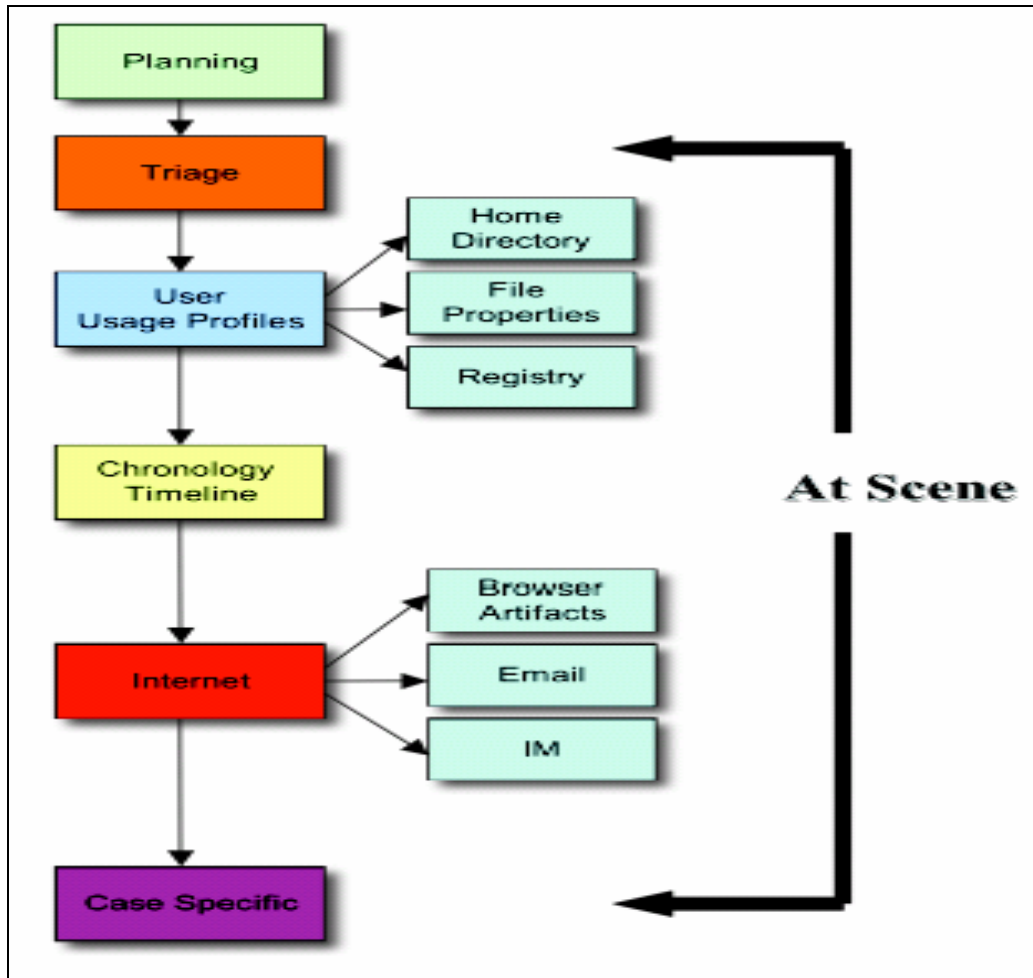 Planning
Triage
User
Usage Profiles
Home
Directory
File
Properties
Registry
Chronology
Timeline
At Scene
Internet
Browser
Artifacts
Email
IM
Case Specific